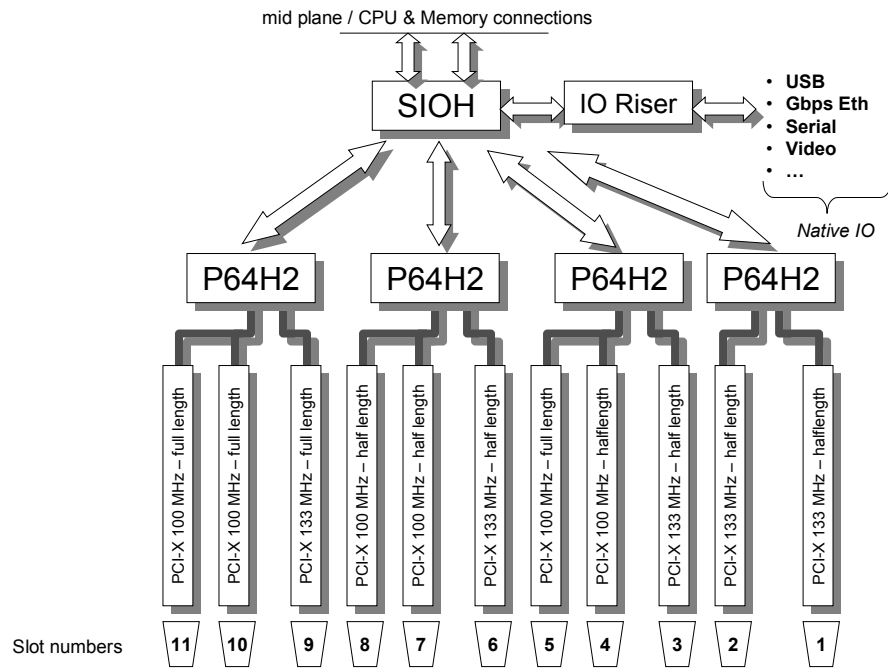 mid plane / CPU & Memory connections
SIOH
IO Riser
• USB
• Gbps Eth
• Serial
• Video
• …
Native IO
P64H2
P64H2
P64H2
P64H2
PCI-X 100 MHz – full length
PCI-X 100 MHz – full length
PCI-X 133 MHz – full length
PCI-X 100 MHz – half length
PCI-X 100 MHz – half length
PCI-X 133 MHz – half length
PCI-X 100 MHz – full length
PCI-X 100 MHz – halflength
PCI-X 133 MHz – half length
PCI-X 133 MHz – half length
PCI-X 133 MHz – halflength
Slot numbers 11 10 9 8 7 6 5 4 3 2 1